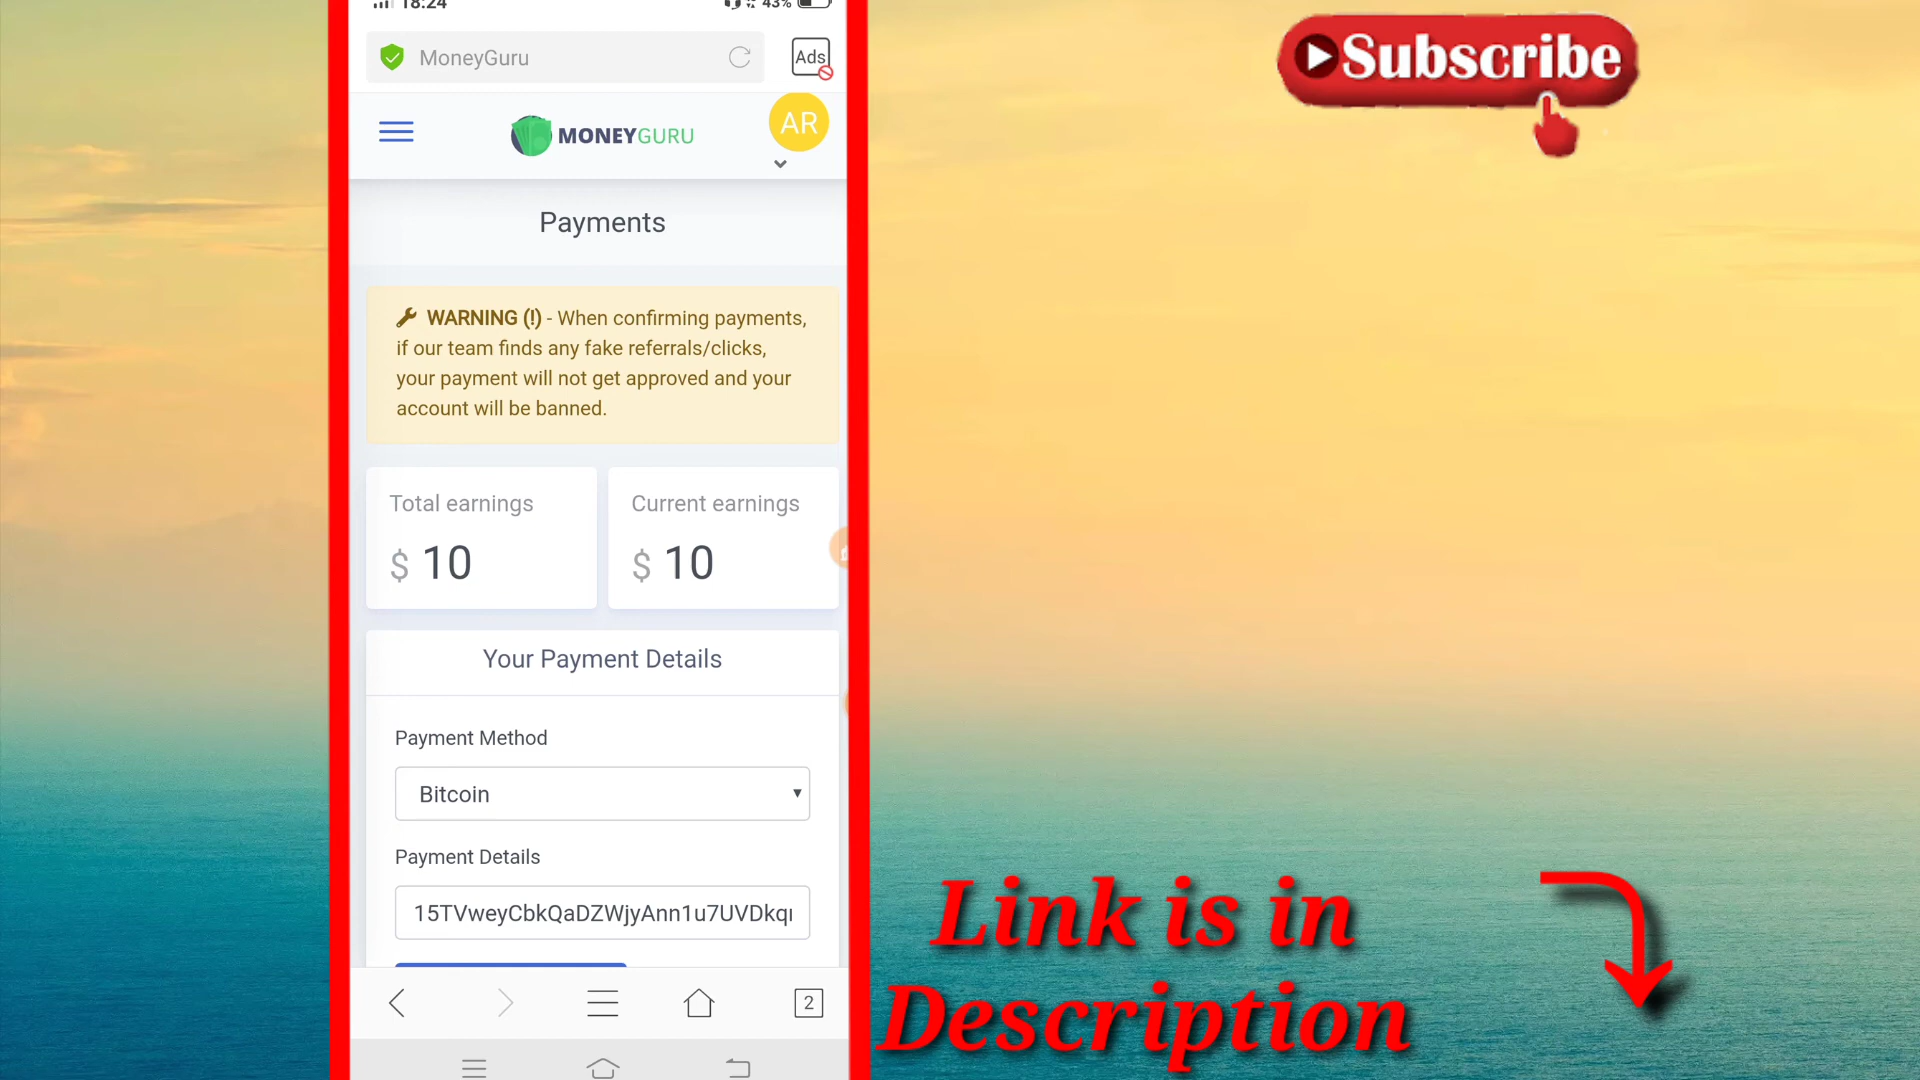 18:24
43%
MoneyGuru
Ads
MONEYGURU
AR
Payments
WARNING (!) - When confirming payments,
if our team finds any fake referrals/clicks,
your payment will not get approved and your
account will be banned.
Total earnings
Current earnings
$ 10
$ 10
Your Payment Details
Payment Method
Bitcoin
Payment Details
15TVweyCbkQaDZWjyAnn1u7UVDkq
2
Subscribe
Link is in
Description